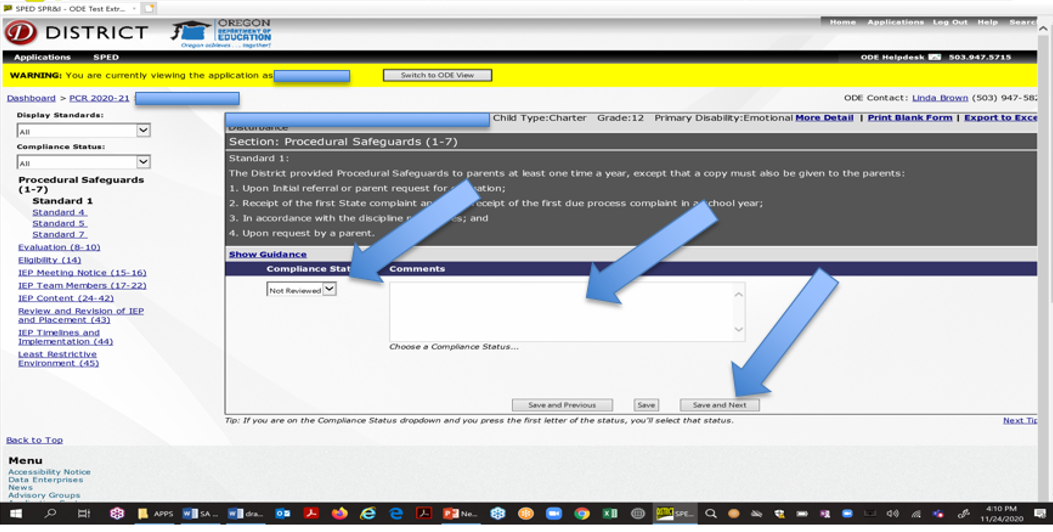 SPED SPR&I - ODE Test Extr...
DISTRICT
OREGON
DEPARTMENT OF
EDUCATION
Oregon achieves . . . together!
Home Applications Log Out Help Search
Applications SPED
ODE Helpdesk 503.947.5715
WARNING: You are currently viewing the application as
Switch to ODE View
Dashboard > PCR 2020-21
ODE Contact: Linda Brown (503) 947-582
Display Standards:
All
Compliance Status:
All
Procedural Safeguards
(1-7)
Standard 1
Standard 4
Standard 5
Standard 7
Evaluation (8-10)
Eligibility (14)
IEP Meeting Notice (15-16)
IEP Team Members (17-22)
IEP Content (24-42)
Review and Revision of IEP
and Placement (43)
IEP Timelines and
Implementation (44)
Least Restrictive
Environment (45)
Child Type:Charter Grade:12 Primary Disability:Emotional More Detail | Print Blank Form | Export to Exce
Disturbance
Section: Procedural Safeguards (1-7)
Standard 1:
The District provided Procedural Safeguards to parents at least one time a year, except that a copy must also be given to the parents:
1. Upon Initial referral or parent request for ation;
2. Receipt of the first State complaint receipt of the first due process complaint in a school year;
3. In accordance with the discipline and
4. Upon request by a parent.
Show Guidance
Compliance Stat Comments
Not Reviewed
Choose a Compliance Status...
Save and Previous Save Save and Next
Tip: If you are on the Compliance Status dropdown and you press the first letter of the status, you'll select that status.
Next Tip
Back to Top
Menu
Accessibility Notice
Data Enterprises
News
Advisory Groups
APPS SA ... dra... Ne... SPE...
4:10 PM
11/24/2020